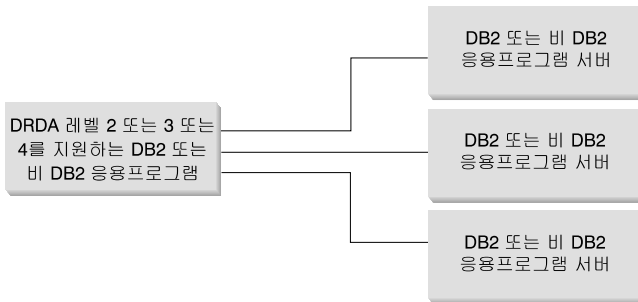 DB2 또는 비 DB2
응용프로그램 서버
DRDA 레벨 2 또는 3 또는
4를 지원하는 DB2 또는
비 DB2 응용프로그램
DB2 또는 비 DB2
응용프로그램 서버
DB2 또는 비 DB2
응용프로그램 서버